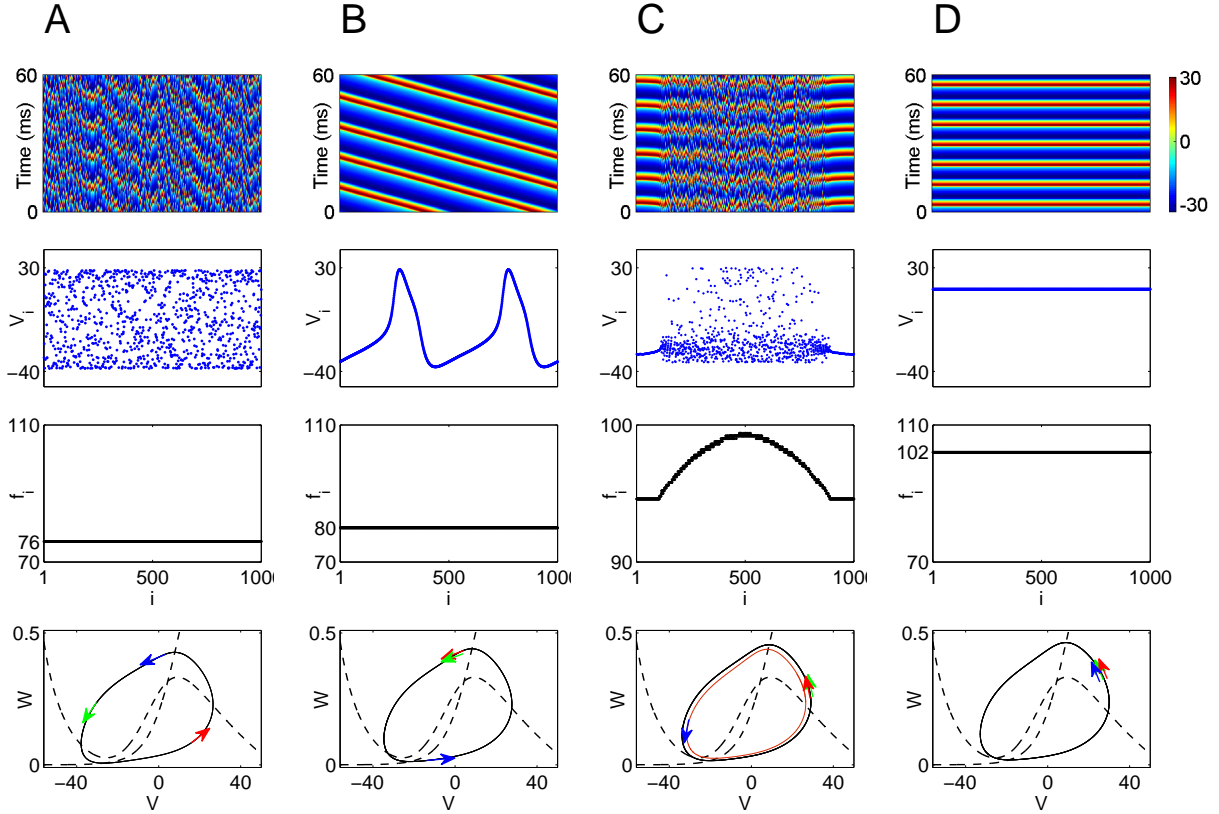 A B C D
60 60 60 60 30
Time (ms) Time (ms) Time (ms) Time (ms) 0
0 0 0 0 -30
30 30 30 30
V_i V_i V_i V_i
−40 −40 −40 −40
110 110 100 110
102
f_i f_i f_i f_i
76 80
70 70 90 70
1 500 1000 1 500 1000 1 500 1000 1 500 1000
i i i i
0.5 0.5 0.5 0.5
W W W W
0 0 0 0
−40 0 40 −40 0 40 −40 0 40 −40 0 40
V V V V